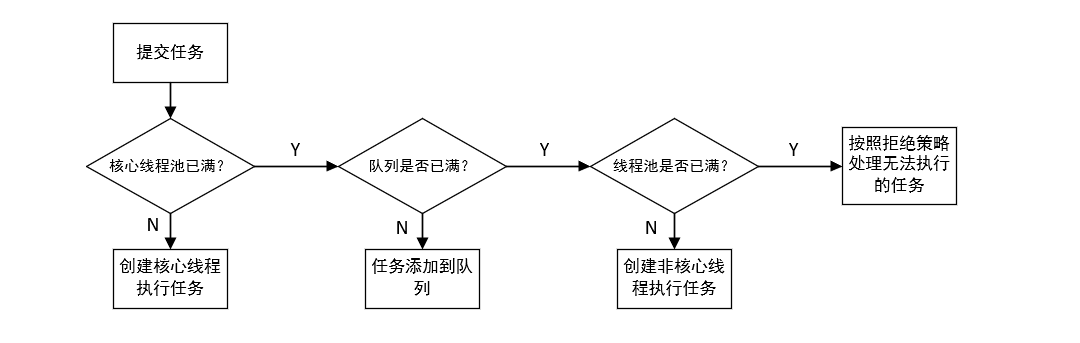 提交任务
核心线程池已满？
Y
队列是否已满？
Y
线程池是否已满？
Y
按照拒绝策略
处理无法执行
的任务
N
创建核心线程
执行任务
N
任务添加到队
列
N
创建非核心线
程执行任务